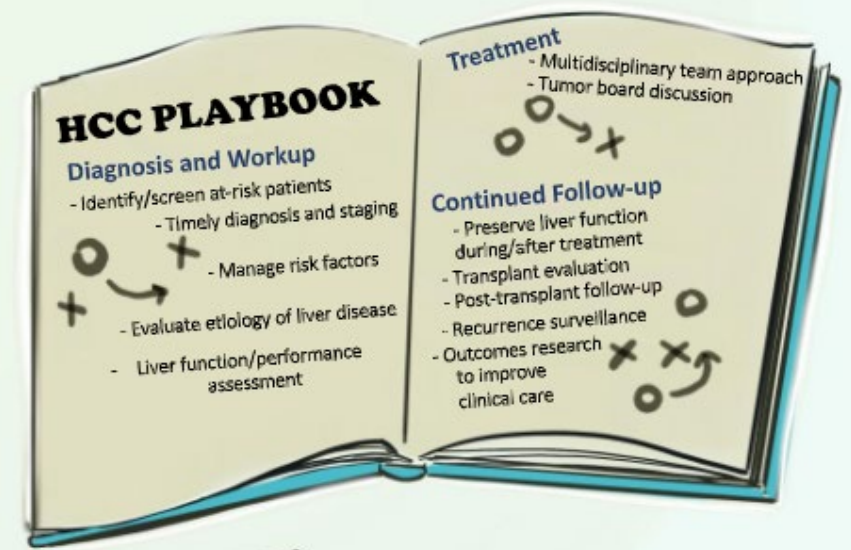 HCC PLAYBOOK
Diagnosis and Workup
- Identify/screen at-risk patients
- Timely diagnosis and staging
- Manage risk factors
- Evaluate etiology of liver disease
- Liver function/performance
assessment
Treatment
- Multidisciplinary team approach
- Tumor board discussion
Continued Follow-up
- Preserve liver function
during/after treatment
- Transplant evaluation
- Post-transplant follow-up
- Recurrence surveillance
- Outcomes research
to improve
clinical care